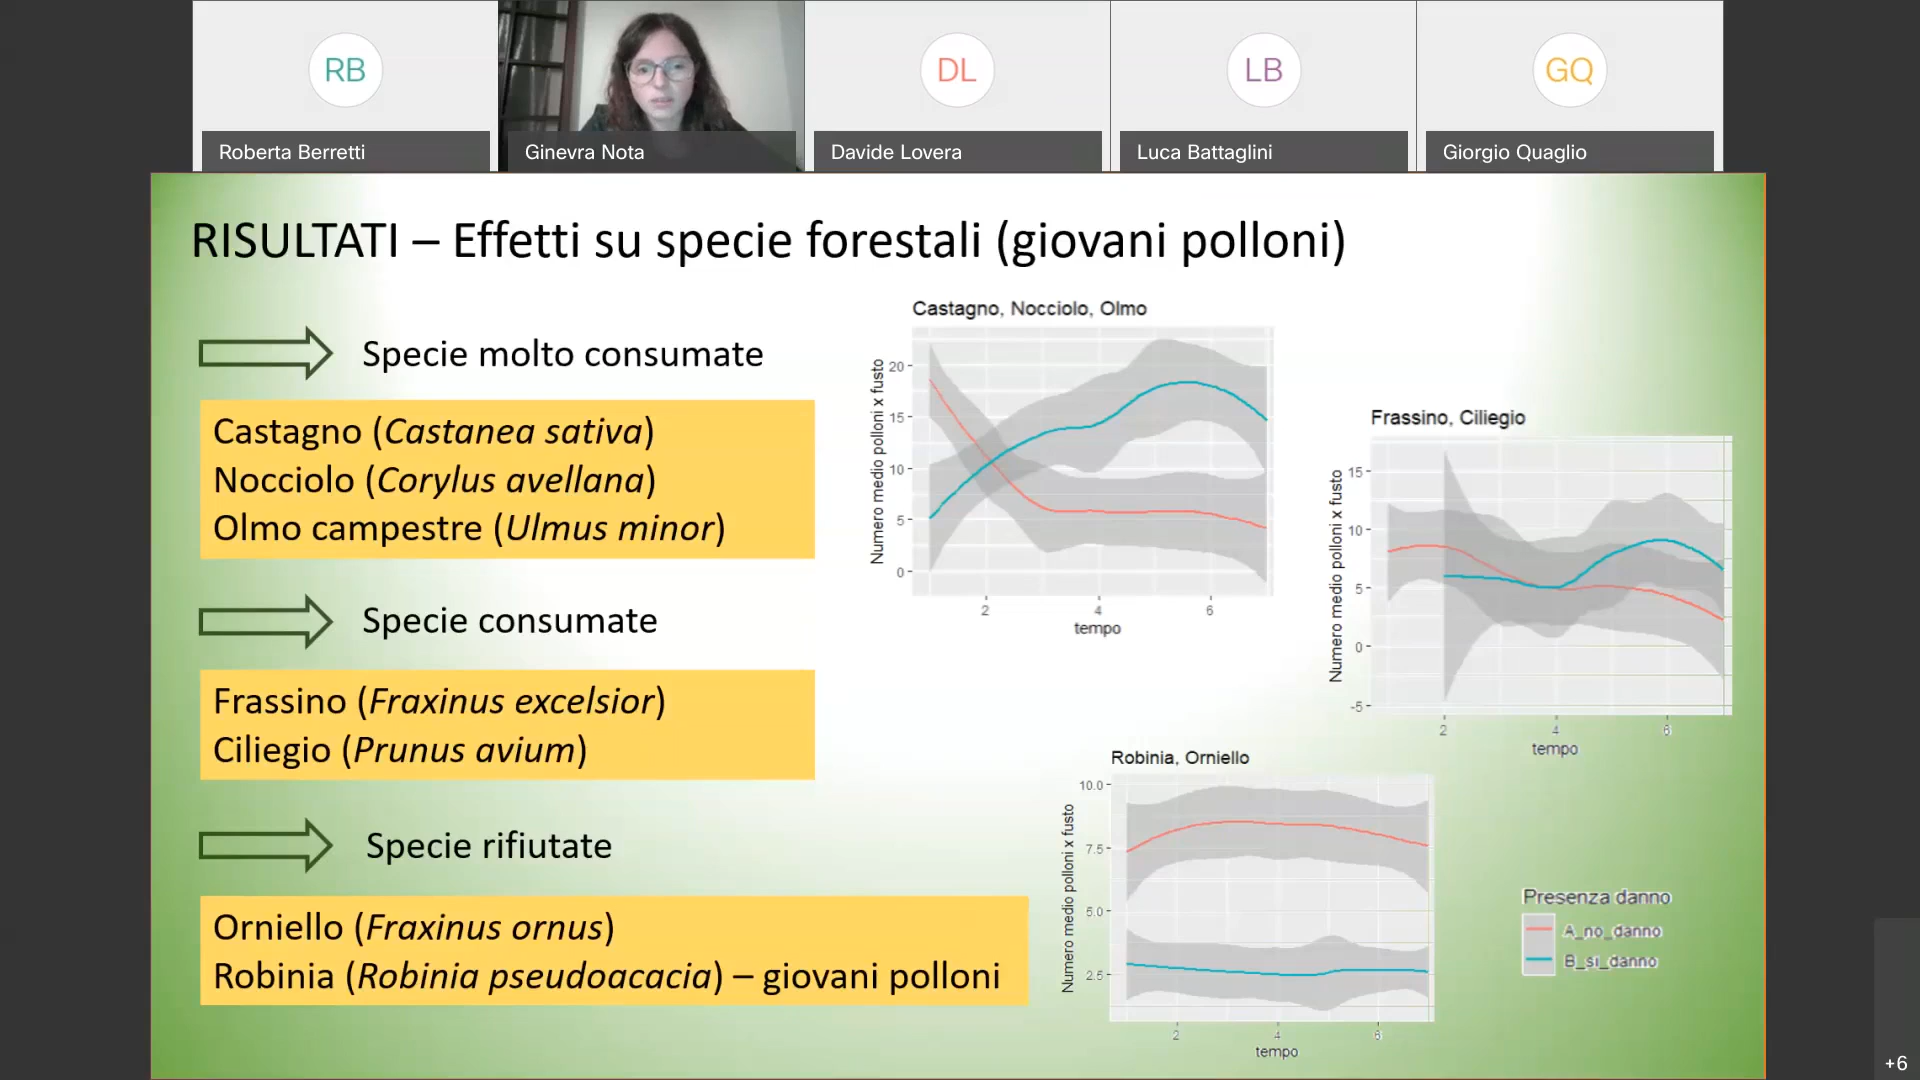 RB
DL
LB
GQ
Roberta Berretti
Ginevra Nota
Davide Lovera
Luca Battaglini
Giorgio Quaglio
RISULTATI – Effetti su specie forestali (giovani polloni)
Specie molto consumate
Castagno (Castanea sativa)
Nocciolo (Corylus avellana)
Olmo campestre (Ulmus minor)
Specie consumate
Frassino (Fraxinus excelsior)
Ciliegio (Prunus avium)
Specie rifiutate
Orniello (Fraxinus ornus)
Robinia (Robinia pseudoacacia) – giovani polloni
Castagno, Nocciolo, Olmo
Numero medio polloni x fusto
20
15
10
5
0
2 4 6
tempo
Frassino, Ciliegio
Numero medio polloni x fusto
15
10
5
0
-5
2 4 6
tempo
Robinia, Orniello
Numero medio polloni x fusto
10.0
7.5
5.0
2.5
2 4 6
tempo
Presenza danno
A_no_danno
B_si_danno
+6